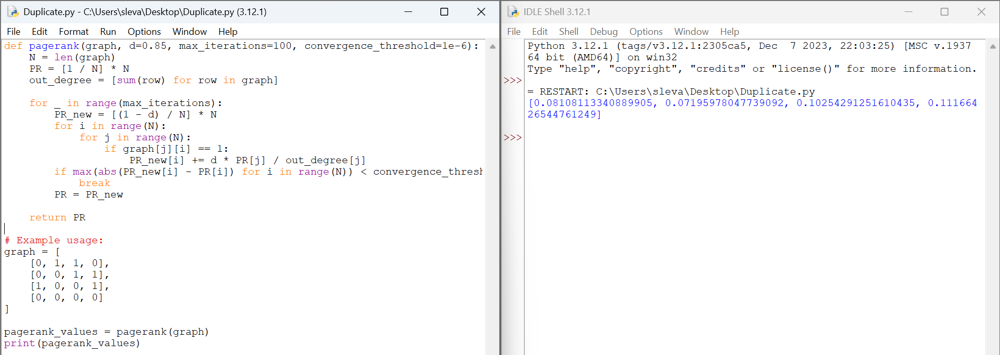 Duplicate.py - C:\Users\sleva\Desktop\Duplicate.py (3.12.1)
File Edit Format Run Options Window Help
def pagerank(graph, d=0.85, max_iterations=100, convergence_threshold=1e-6):
    N = len(graph)
    PR = [1 / N] * N
    out_degree = [sum(row) for row in graph]
    for _ in range(max_iterations):
        PR_new = [(1 - d) / N] * N
        for i in range(N):
            for j in range(N):
                if graph[j][i] == 1:
                    PR_new[i] += d * PR[j] / out_degree[j]
        if max(abs(PR_new[i] - PR[i]) for i in range(N)) < convergence_thresh
            break
        PR = PR_new
    return PR
# Example usage:
graph = [
    [0, 1, 1, 0],
    [0, 0, 1, 1],
    [1, 0, 0, 1],
    [0, 0, 0, 0]
]
pagerank_values = pagerank(graph)
print(pagerank_values)
IDLE Shell 3.12.1
File Edit Shell Debug Options Window Help
Python 3.12.1 (tags/v3.12.1:2305ca5, Dec  7 2023, 22:03:25) [MSC v.1937
64 bit (AMD64)] on win32
Type "help", "copyright", "credits" or "license()" for more information.
>>>
= RESTART: C:\Users\sleva\Desktop\Duplicate.py
[0.08108113340889905, 0.07195978047739092, 0.10254291251610435, 0.111664
26544761249]
>>>